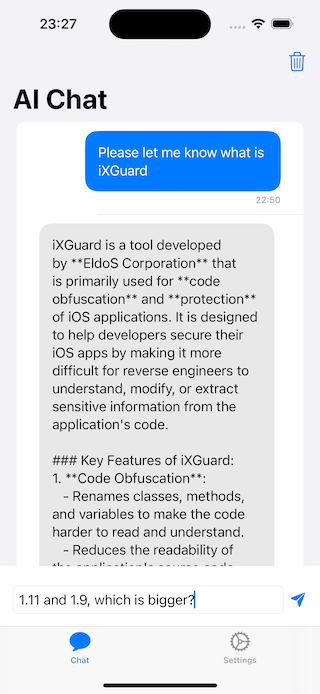 23:27
AI Chat
Please let me know what is
iXGuard
22:50
iXGuard is a tool developed
by **EldoS Corporation** that
is primarily used for **code
obfuscation** and **protection**
of iOS applications. It is designed
to help developers secure their
iOS apps by making it more
difficult for reverse engineers to
understand, modify, or extract
sensitive information from the
application's code.
### Key Features of iXGuard:
1. **Code Obfuscation**:
- Renames classes, methods,
and variables to make the code
harder to read and understand.
- Reduces the readability of
the application's source code
1.11 and 1.9, which is bigger?
Chat
Settings